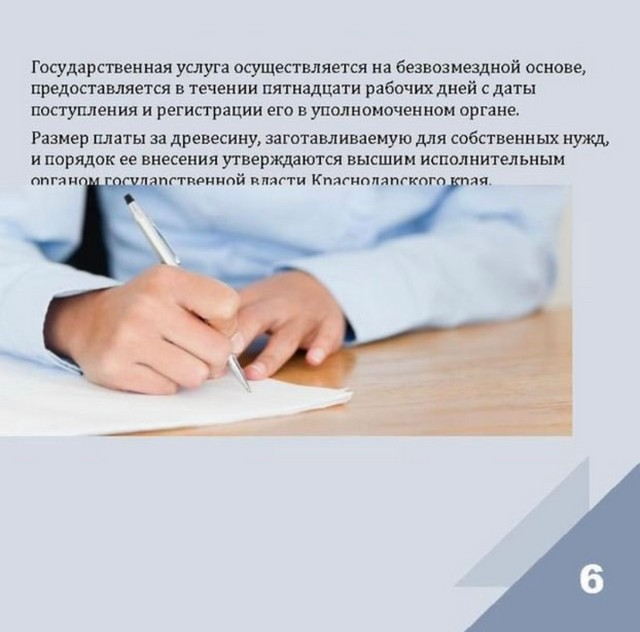 Государственная услуга осуществляется на безвозмездной основе,
предоставляется в течении пятнадцати рабочих дней с даты
поступления и регистрации его в уполномоченном органе.
Размер платы за древесину, заготавливаемую для собственных нужд,
и порядок ее внесения утверждаются высшим исполнительным
органом государственной власти Краснодарского края.
6